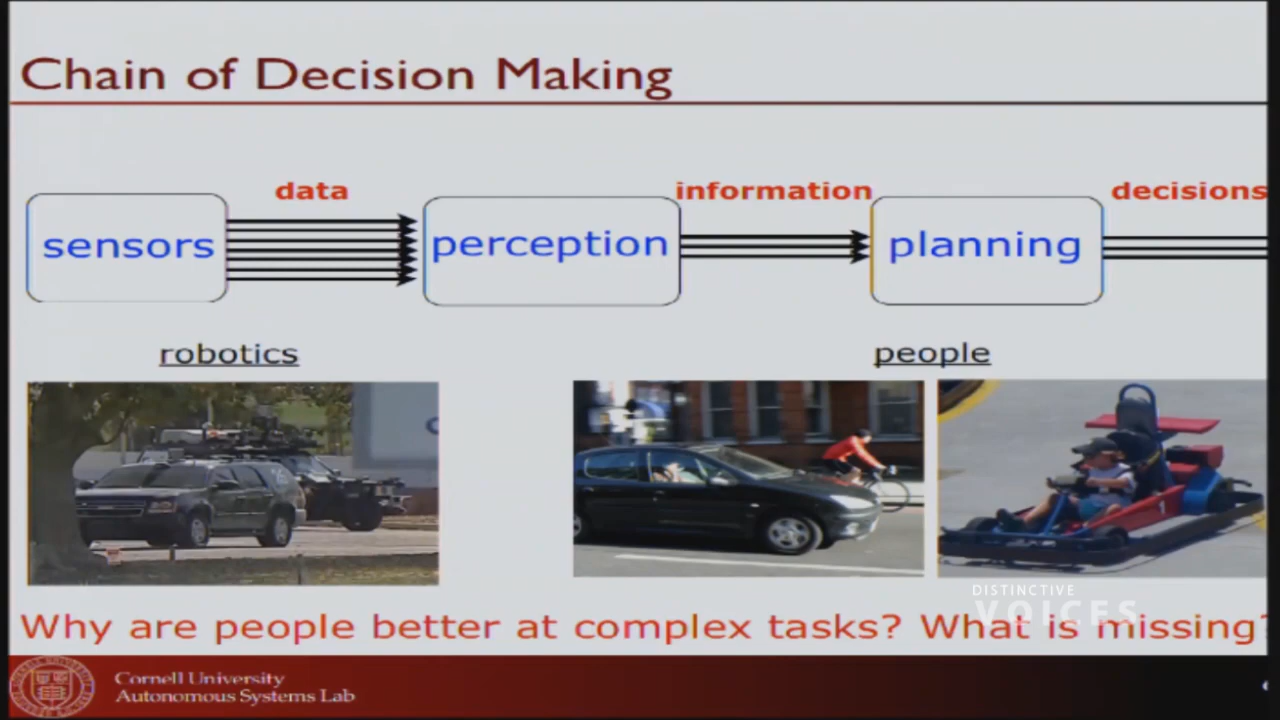 Chain of Decision Making
data
information
decisions
sensors
perception
planning
robotics
people
DISTINCTIVE
VOICES
Why are people better at complex tasks? What is missing?
Cornell University
Autonomous Systems Lab